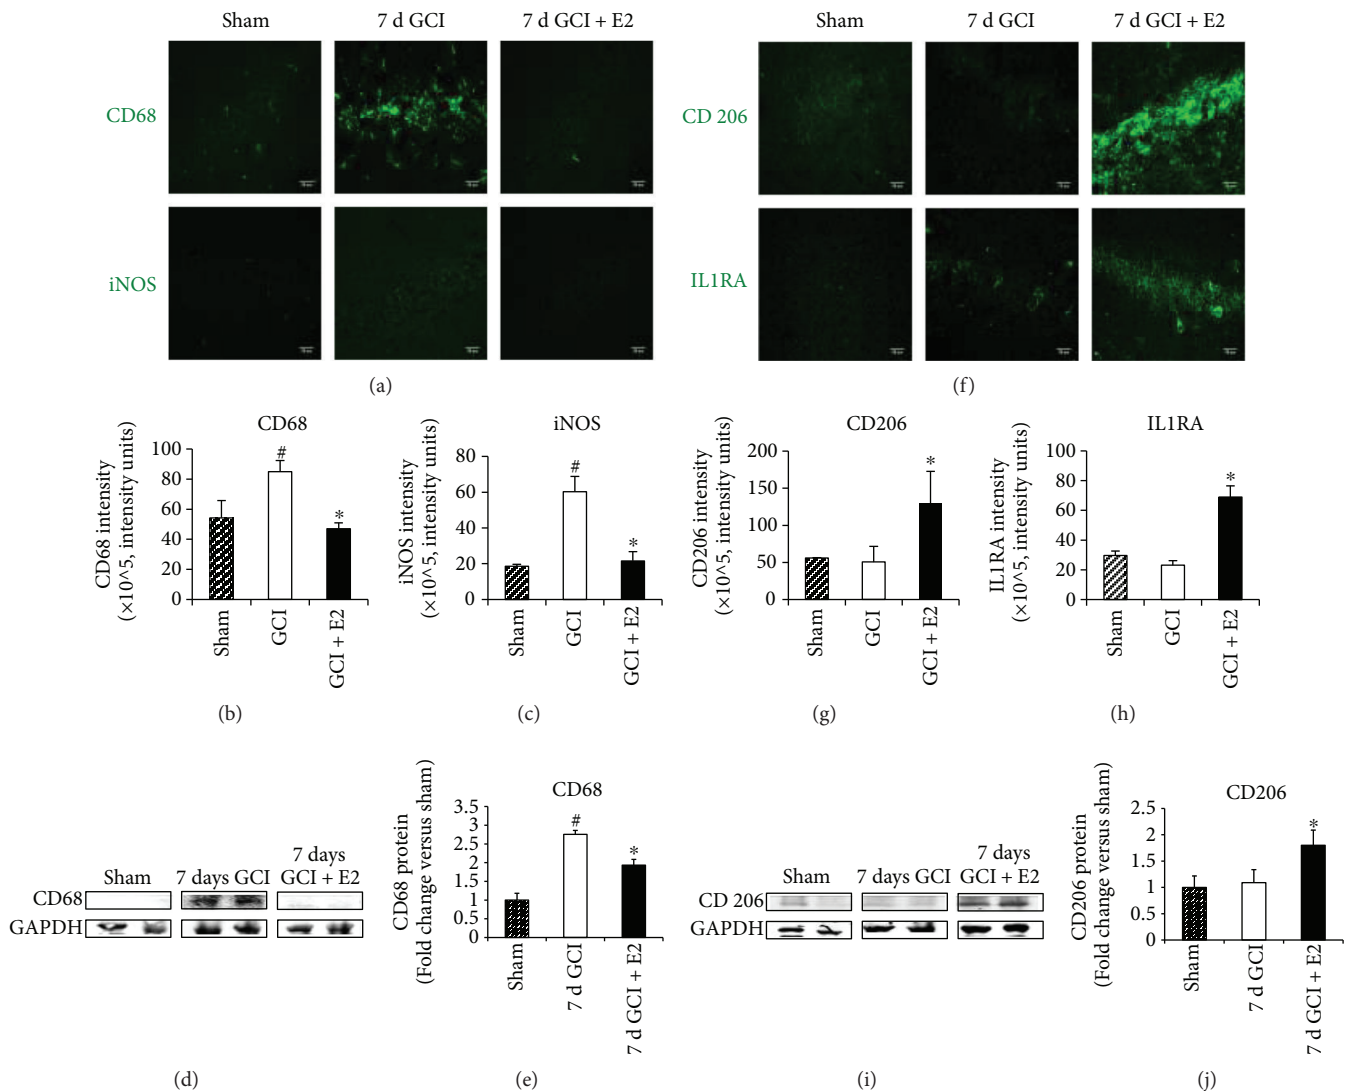 Sham 7 d GCI 7 d GCI + E2
CD68
iNOS
(a)
Sham 7 d GCI 7 d GCI + E2
CD 206
IL1RA
(f)
CD68
CD68 intensity
(×10^5, intensity units)
100
80
60
40
20
0
#
*
Sham
GCI
GCI + E2
(b)
iNOS
iNOS intensity
(×10^5, intensity units)
80
60
40
20
0
#
*
Sham
GCI
GCI + E2
(c)
CD206
CD206 intensity
(×10^5, intensity units)
200
150
100
50
0
*
Sham
GCI
GCI + E2
(g)
IL1RA
IL1RA intensity
(×10^5, intensity units)
100
80
60
40
20
0
*
Sham
GCI
GCI + E2
(h)
Sham 7 days GCI 7 days
GCI + E2
CD68
GAPDH
(d)
CD68
CD68 protein
(Fold change versus sham)
3.5
3
2.5
2
1.5
1
0.5
0
#
*
Sham
7 d GCI
7 d GCI + E2
(e)
Sham 7 days GCI 7 days
GCI + E2
CD 206
GAPDH
(i)
CD206
CD206 protein
(Fold change versus sham)
2.5
2
1.5
1
0.5
0
*
Sham
7 d GCI
7 d GCI + E2
(j)